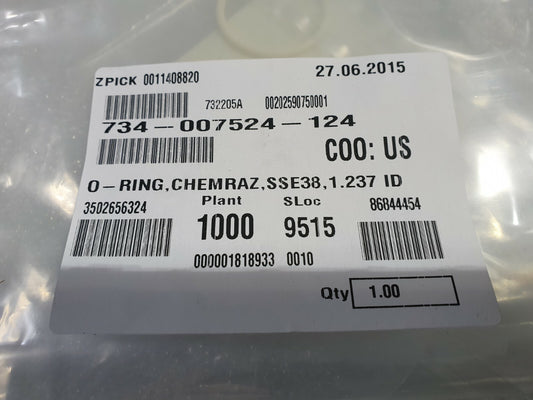 ZPICK 0011408820 27.06.2015
732205A 00202590750001
734-007524-124
COO: US
O-RING,CHEMRAZ,SSE38,1.237 ID
35D2656324 Plant SLoc 86844454
1000 9515
000001818933 0010
Qty 1.00